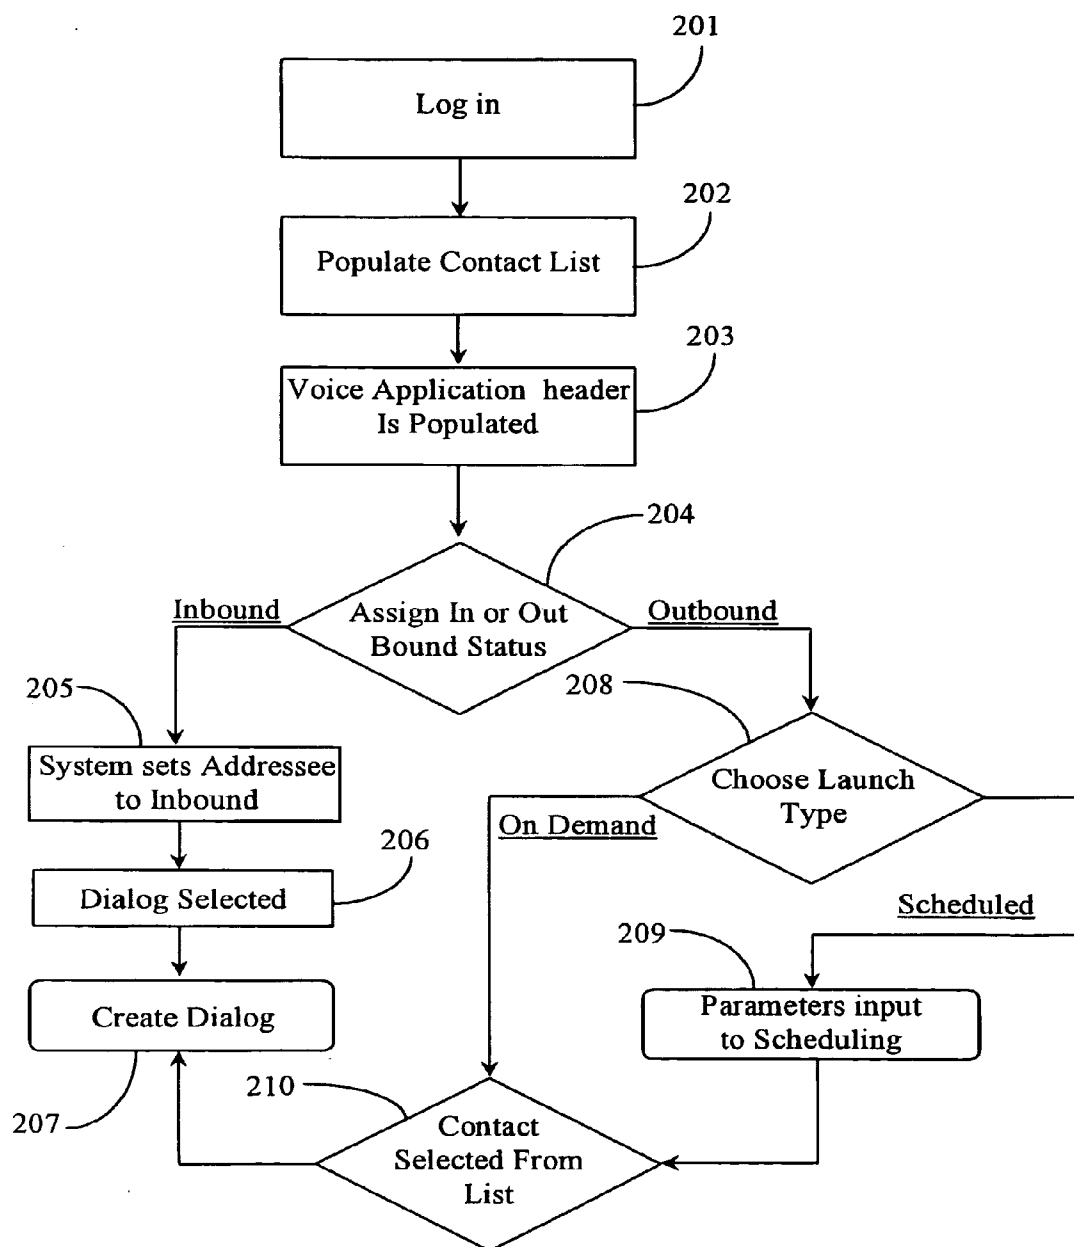 201
Log in
202
Populate Contact List
203
Voice Application header
Is Populated
204
Inbound
Assign In or Out
Bound Status
Outbound
205
208
System sets Addressee
to Inbound
Choose Launch
Type
On Demand
206
Dialog Selected
Scheduled
209
Create Dialog
Parameters input
to Scheduling
207
210
Contact
Selected From
List